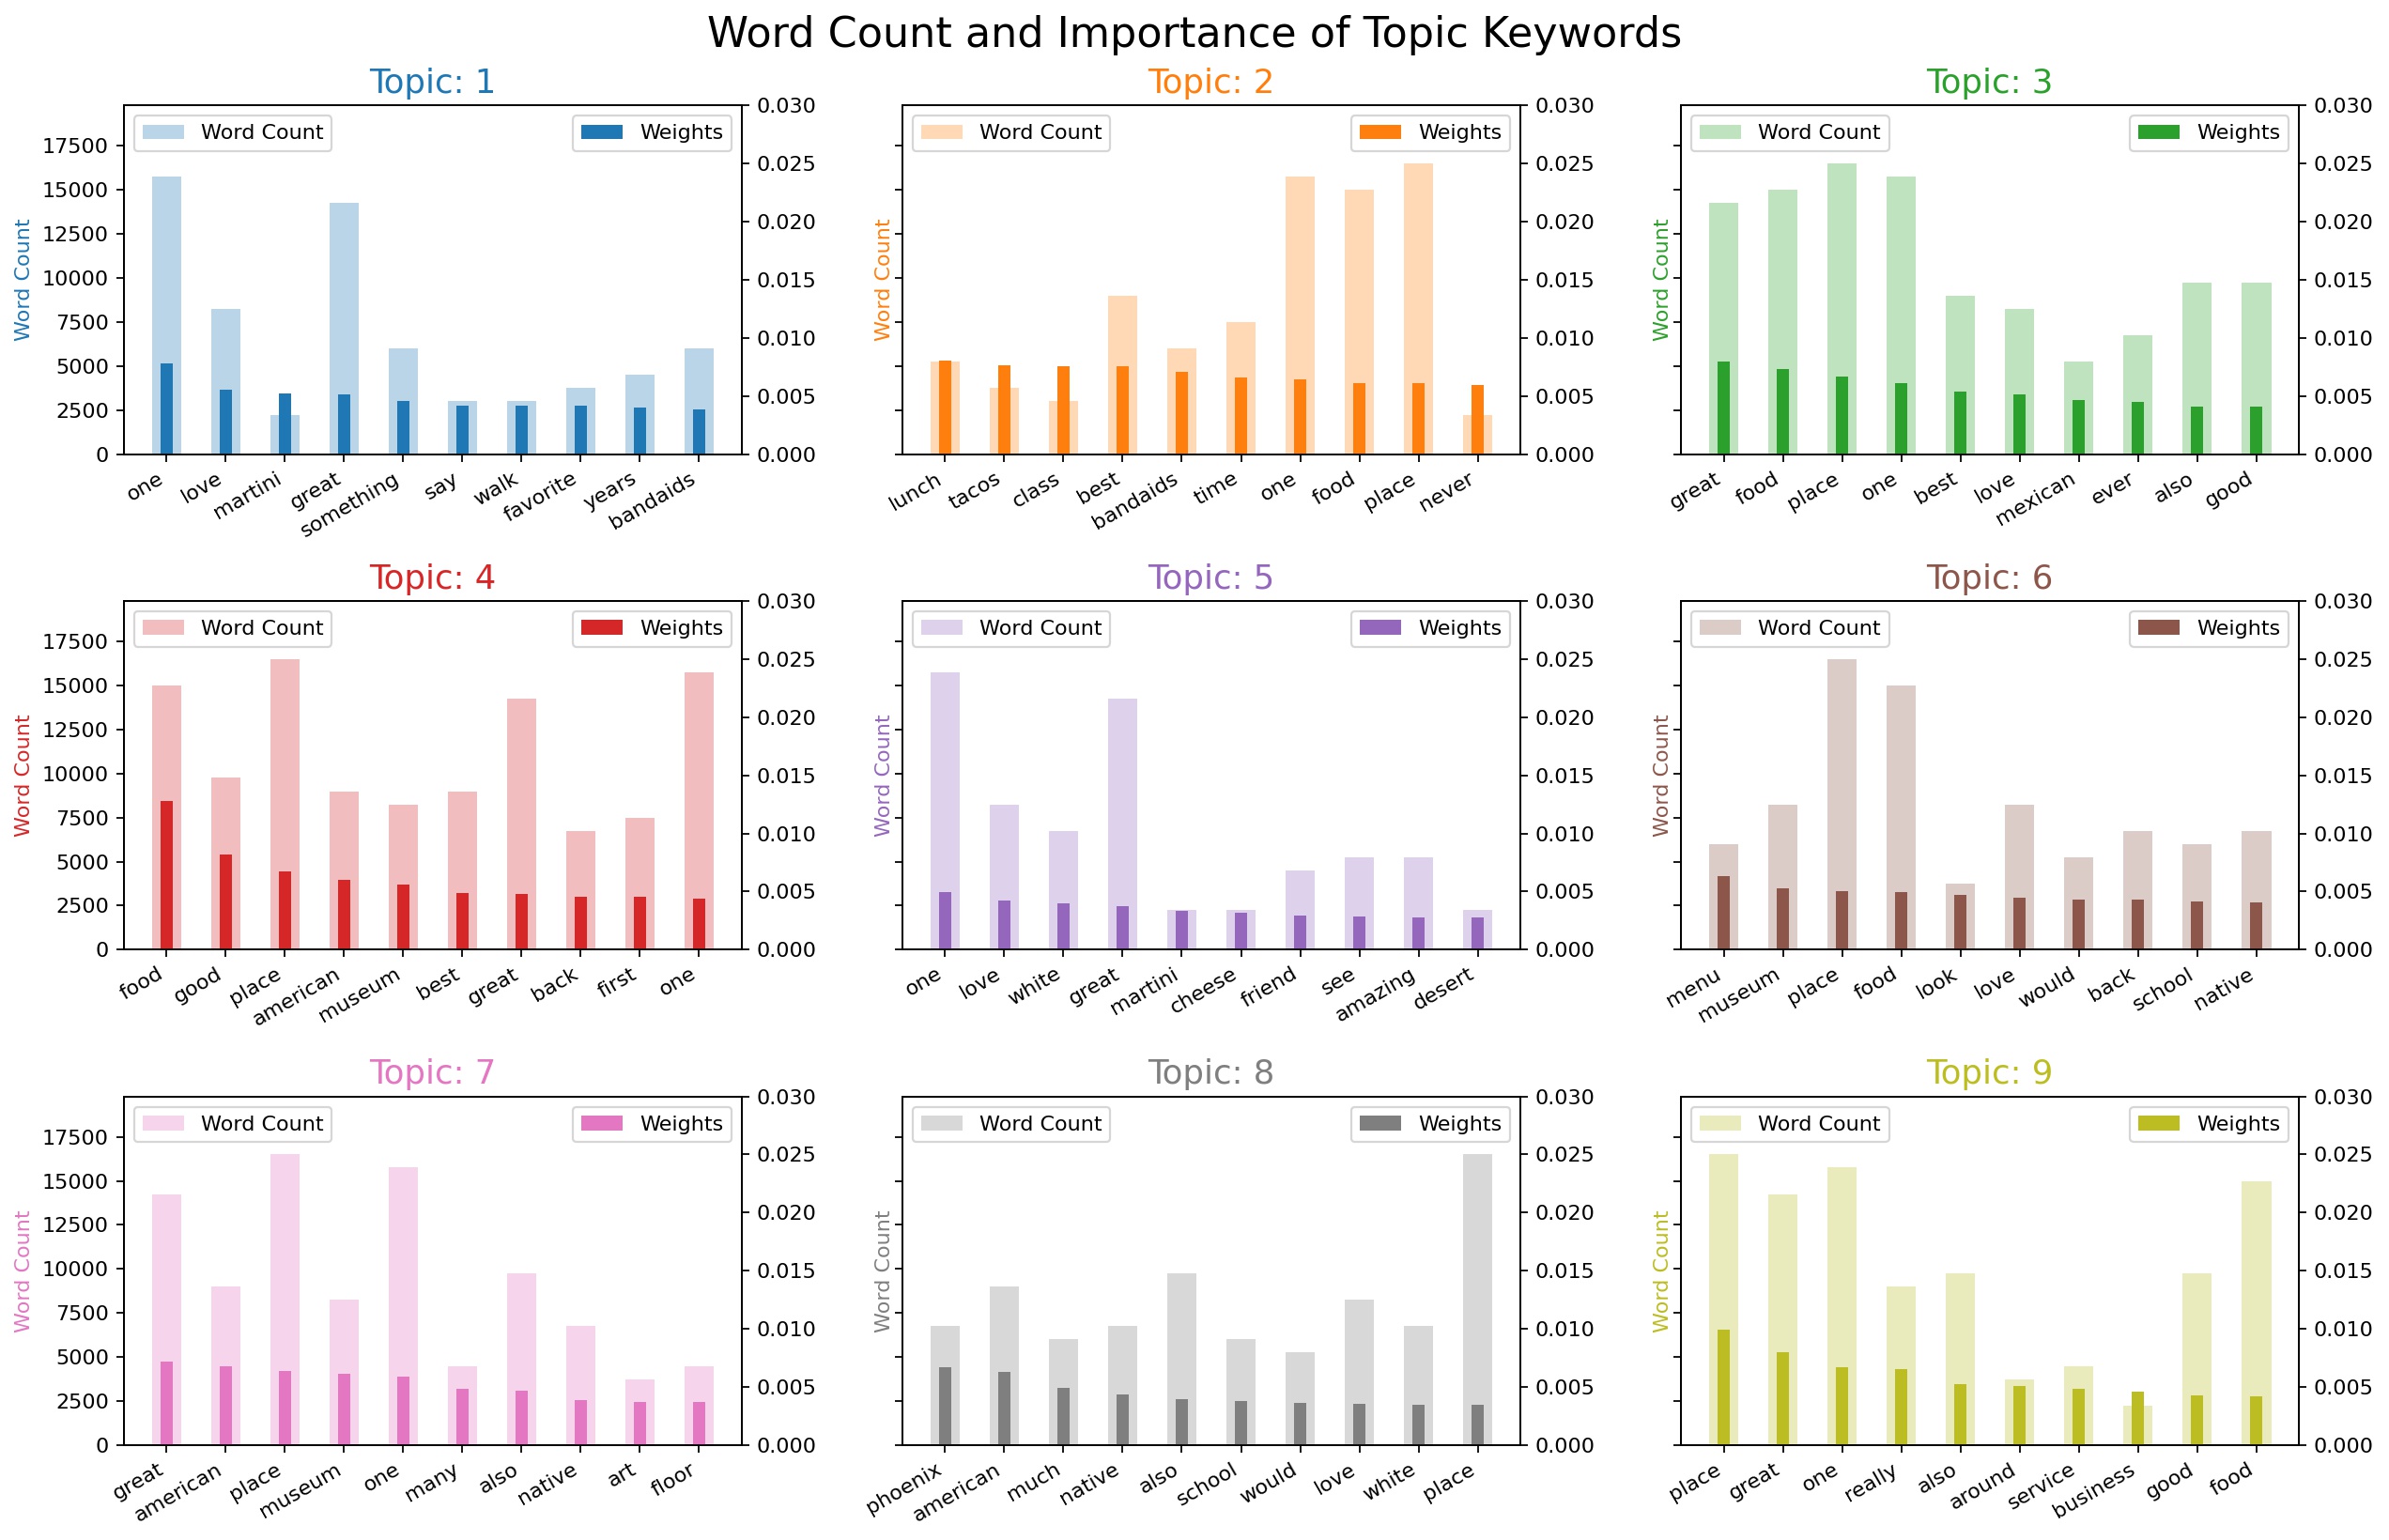 Word Count and Importance of Topic Keywords
Topic: 1
Word Count
Weights
Word Count
17500
15000
12500
10000
7500
5000
2500
0
0.030
0.025
0.020
0.015
0.010
0.005
0.000
one love martini great something say walk favorite years bandaids
Topic: 2
Word Count
Weights
Word Count
0.030
0.025
0.020
0.015
0.010
0.005
0.000
lunch tacos class best bandaids time one food place never
Topic: 3
Word Count
Weights
Word Count
0.030
0.025
0.020
0.015
0.010
0.005
0.000
great food place one best love mexican ever also good
Topic: 4
Word Count
Weights
Word Count
17500
15000
12500
10000
7500
5000
2500
0
0.030
0.025
0.020
0.015
0.010
0.005
0.000
food good place american museum best great back first one
Topic: 5
Word Count
Weights
Word Count
0.030
0.025
0.020
0.015
0.010
0.005
0.000
one love white great martini cheese friend see amazing desert
Topic: 6
Word Count
Weights
Word Count
0.030
0.025
0.020
0.015
0.010
0.005
0.000
menu museum place food look love would back school native
Topic: 7
Word Count
Weights
Word Count
17500
15000
12500
10000
7500
5000
2500
0
0.030
0.025
0.020
0.015
0.010
0.005
0.000
great american place museum one many also native art floor
Topic: 8
Word Count
Weights
Word Count
0.030
0.025
0.020
0.015
0.010
0.005
0.000
phoenix american much native also school would love white place
Topic: 9
Word Count
Weights
Word Count
0.030
0.025
0.020
0.015
0.010
0.005
0.000
place great one really also around service business good food